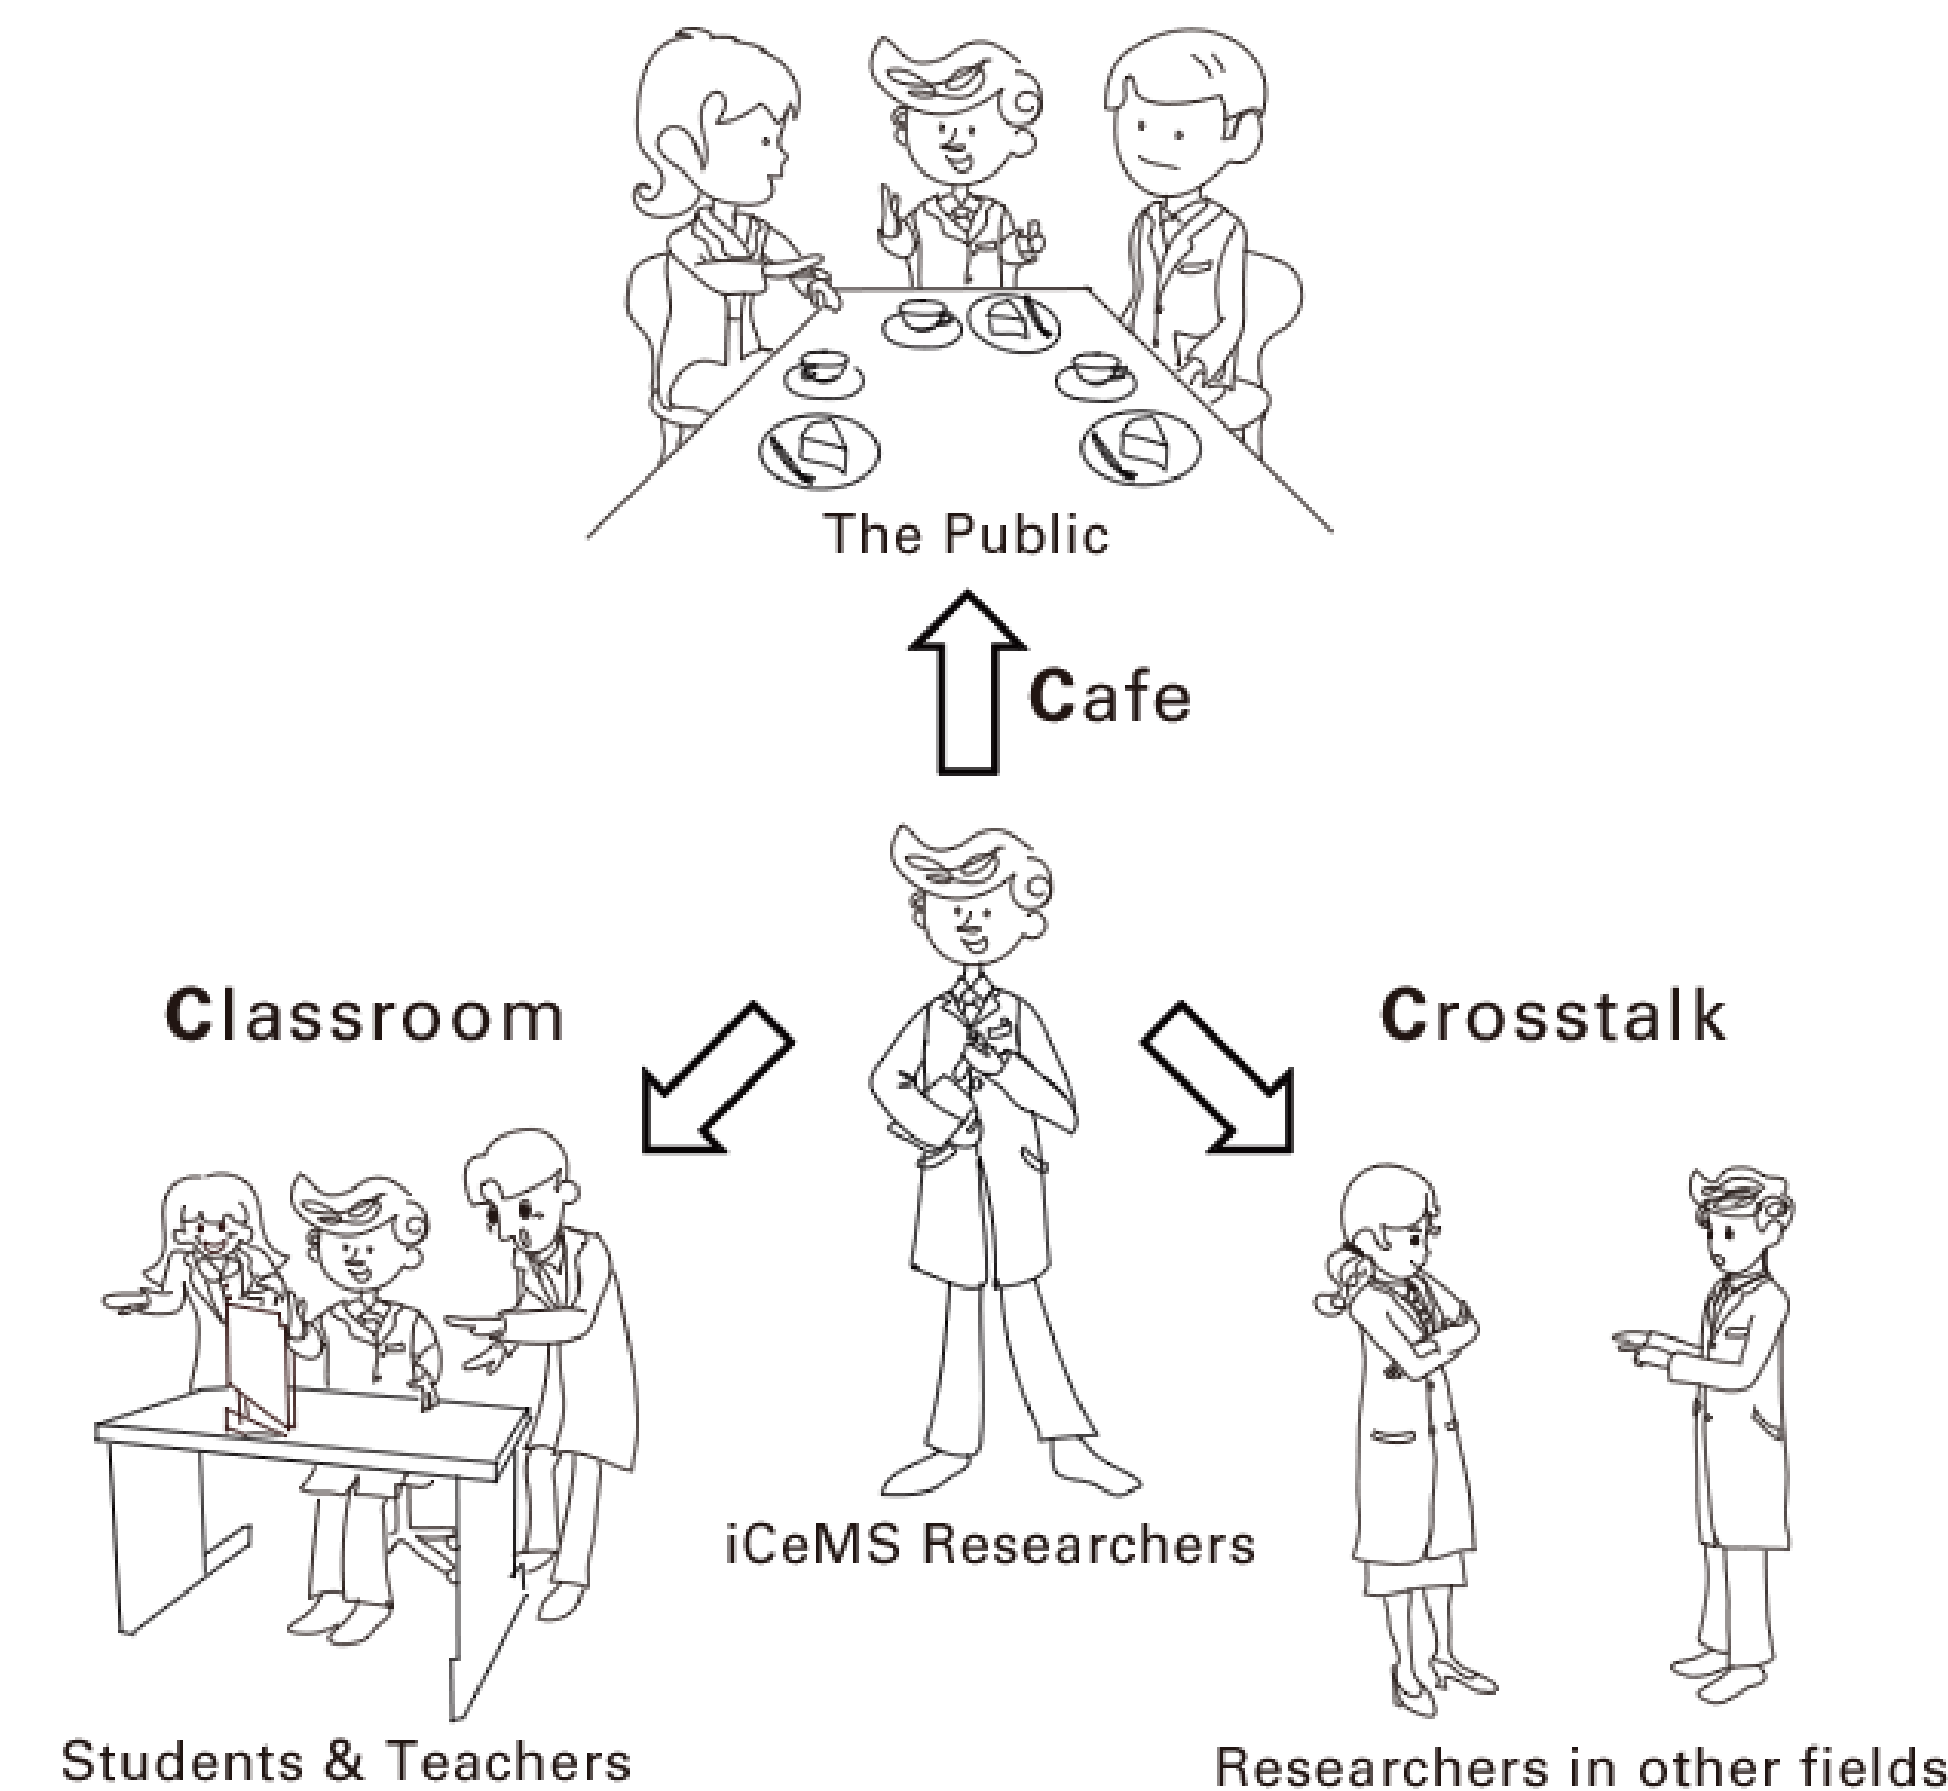 The Public
Cafe
Classroom
Crosstalk
iCeMS Researchers
Students & Teachers
Researchers in other fields